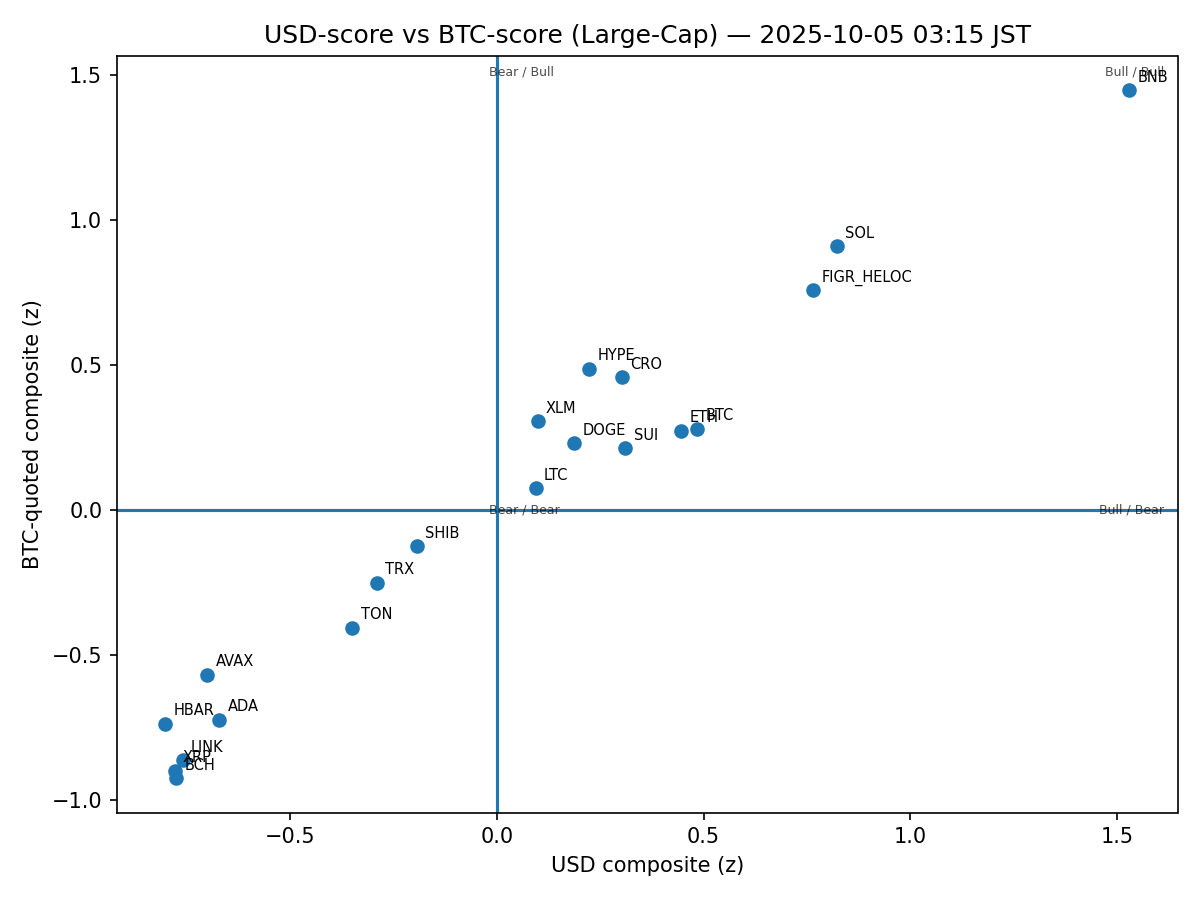 USD-score vs BTC-score (Large-Cap) — 2025-10-05 03:15 JST
BTC-quoted composite (z)
1.5
1.0
0.5
0.0
−0.5
−1.0
Bear / Bull
Bull / Bull
BNB
SOL
FIGR_HELOC
HYPE
CRO
XLM
ETH
BTC
DOGE
SUI
LTC
Bear / Bear
Bull / Bear
SHIB
TRX
TON
AVAX
ADA
HBAR
LINK
XRP
BCH
−0.5
0.0
0.5
1.0
1.5
USD composite (z)